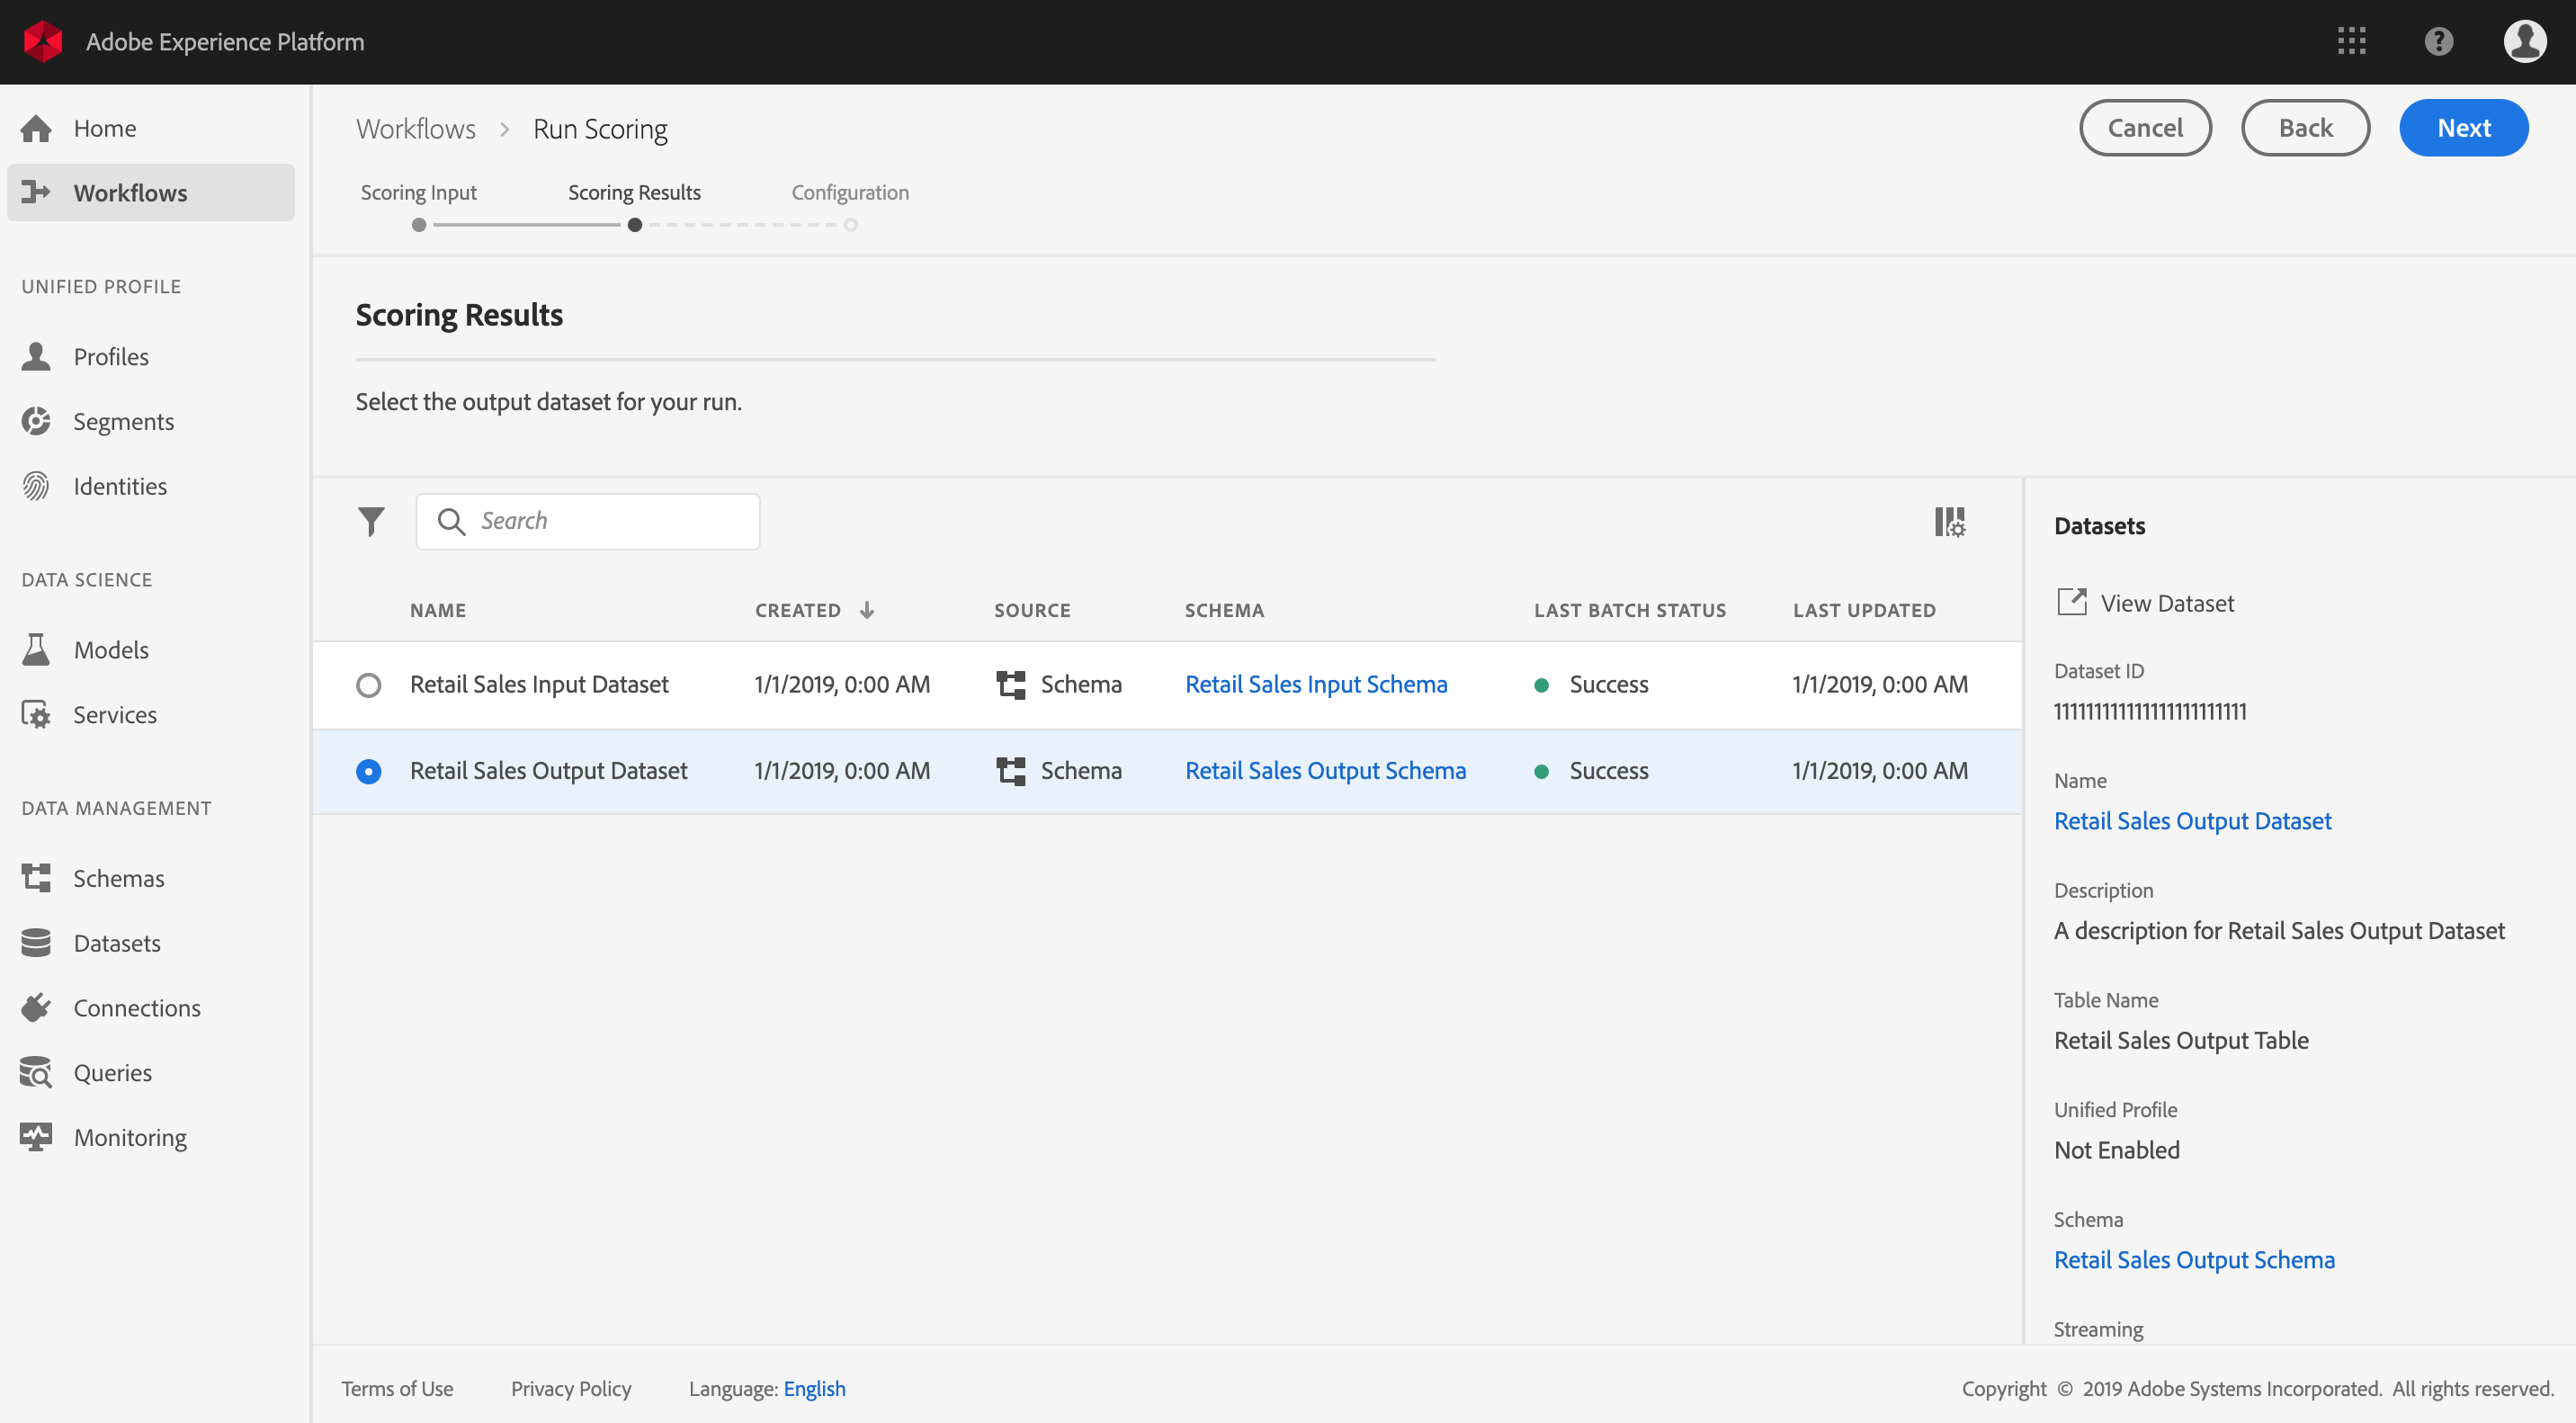 Adobe Experience Platform
Home
Workflows
UNIFIED PROFILE
Profiles
Segments
Identities
DATA SCIENCE
Models
Services
DATA MANAGEMENT
Schemas
Datasets
Connections
Queries
Monitoring
Workflows > Run Scoring
Cancel Back Next
Scoring Input Scoring Results Configuration
Scoring Results
Select the output dataset for your run.
Search
NAME CREATED ↓ SOURCE SCHEMA LAST BATCH STATUS LAST UPDATED
Retail Sales Input Dataset 1/1/2019, 0:00 AM Schema Retail Sales Input Schema Success 1/1/2019, 0:00 AM
Retail Sales Output Dataset 1/1/2019, 0:00 AM Schema Retail Sales Output Schema Success 1/1/2019, 0:00 AM
Datasets
View Dataset
Dataset ID
Name
Retail Sales Output Dataset
Description
A description for Retail Sales Output Dataset
Table Name
Retail Sales Output Table
Unified Profile
Not Enabled
Schema
Retail Sales Output Schema
Streaming
Terms of Use Privacy Policy Language: English
Copyright © 2019 Adobe Systems Incorporated. All rights reserved.